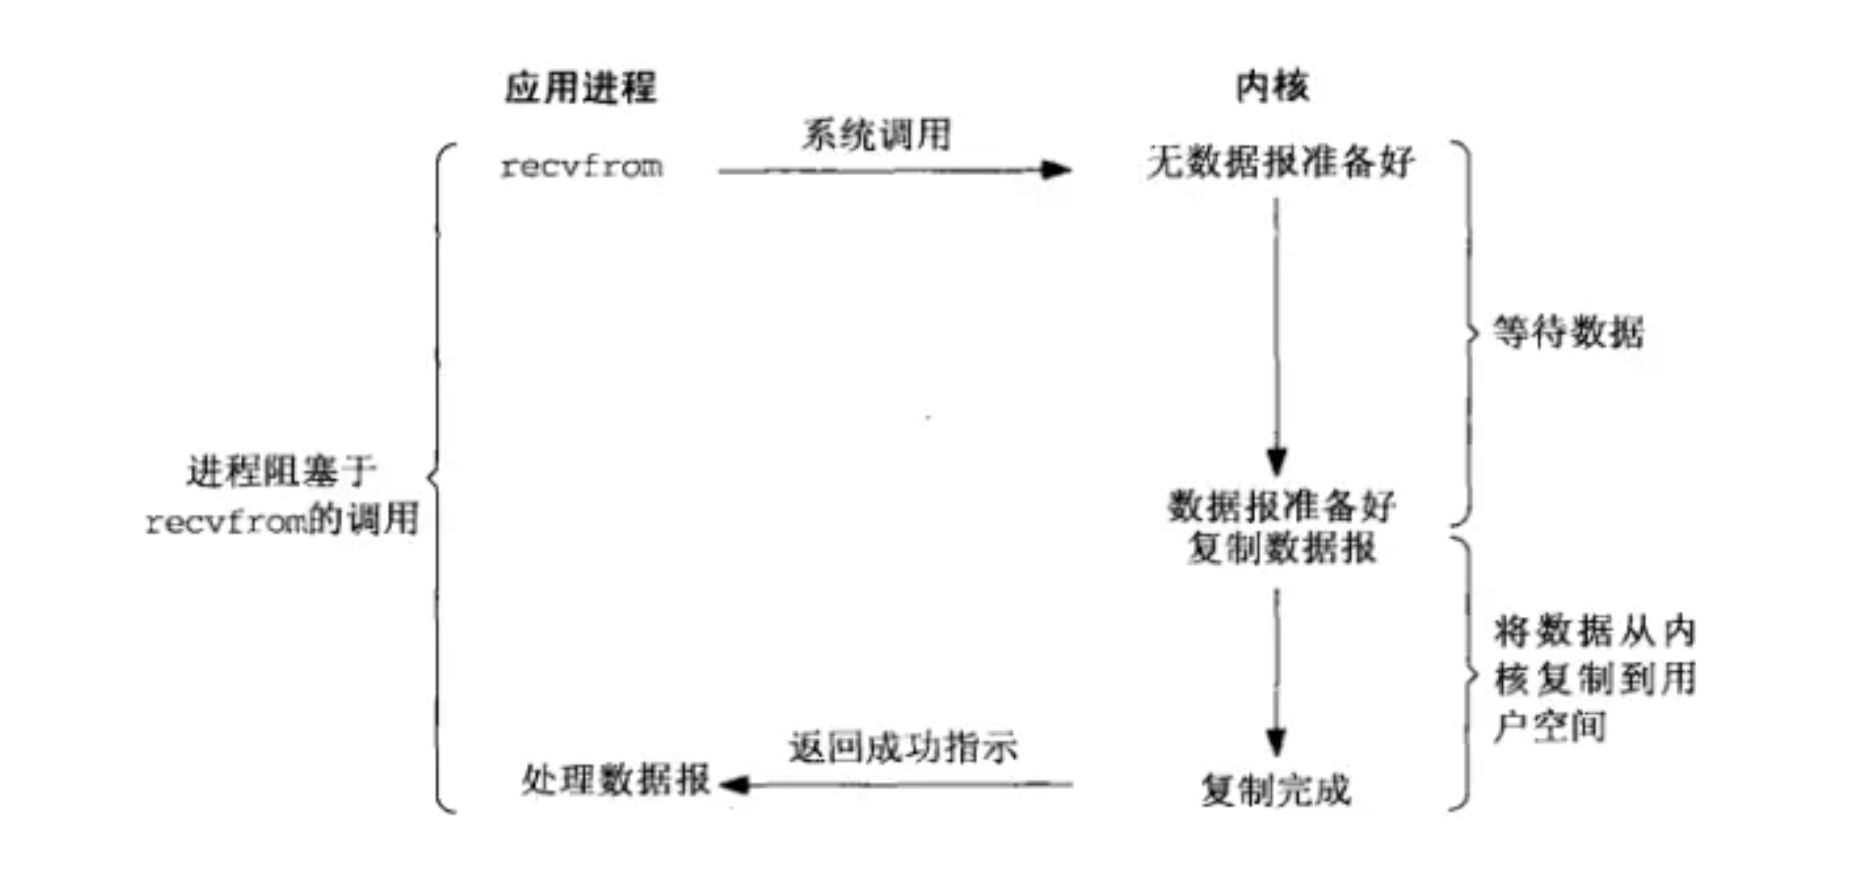 应用进程
内核
系统调用
recvfrom
无数据报准备好
等待数据
进程阻塞于
recvfrom的调用
数据报准备好
复制数据报
将数据从内
核复制到用
户空间
返回成功指示
处理数据报
复制完成